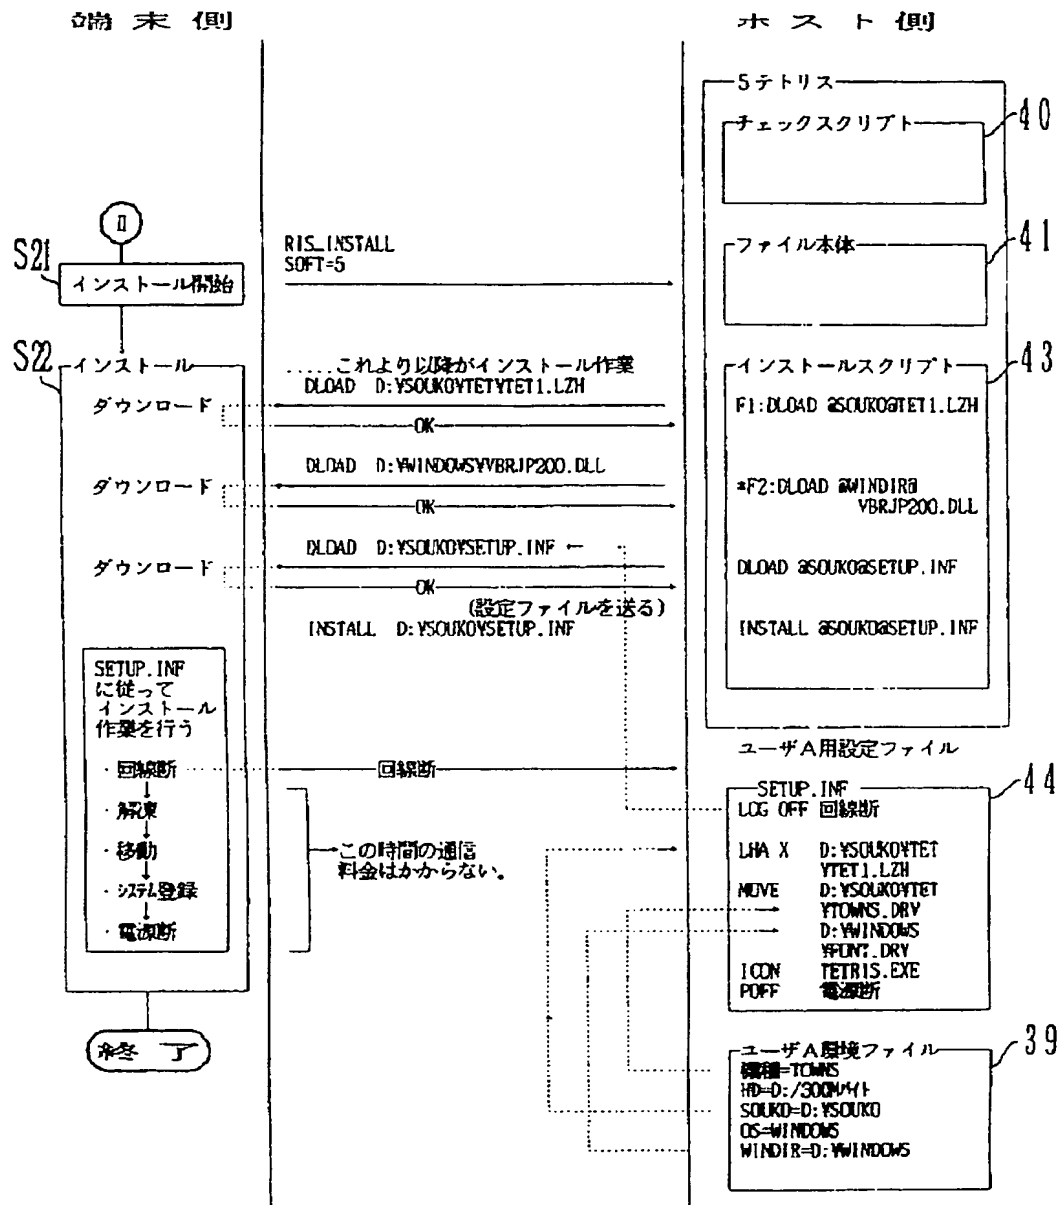 端末側
ホスト側
5テトリス
チェックスクリプト
40
ファイル本体
41
S21
インストール開始
RIS_INSTALL
SOFT=5
S22
インストール
ダウンロード
ダウンロード
ダウンロード
.....これより以降がインストール作業
DLOAD D:¥SOUKO¥TET¥TET1.LZH
OK
DLOAD D:¥WINDOWS¥VBRJP200.DLL
OK
DLOAD D:¥SOUKO¥SETUP.INF ←
OK
(設定ファイルを送る)
INSTALL D:¥SOUKO¥SETUP.INF
インストールスクリプト
43
F1:DLOAD @SOUKO@TET1.LZH
*F2:DLOAD @WINDIR@
VBRJP200.DLL
DLOAD @SOUKO@SETUP.INF
INSTALL @SOUKO@SETUP.INF
SETUP.INF
に従って
インストール
作業を行う
・回線断
・解凍
・移動
・システム登録
・電源断
回線断
この時間の通信
料金はかからない。
終了
ユーザA用設定ファイル
44
SETUP.INF
LOG OFF 回線断
LHA X D:¥SOUKO¥TET
¥TET1.LZH
MOVE D:¥SOUKO¥TET
¥TOWNS.DRV
D:¥WINDOWS
¥FONT.DRV
ICON TETRIS.EXE
POFF 電源断
ユーザA環境ファイル
39
機種=TOWNS
HD=D:/300Mバイト
SOUKO=D:¥SOUKO
OS=WINDOWS
WINDIR=D:¥WINDOWS